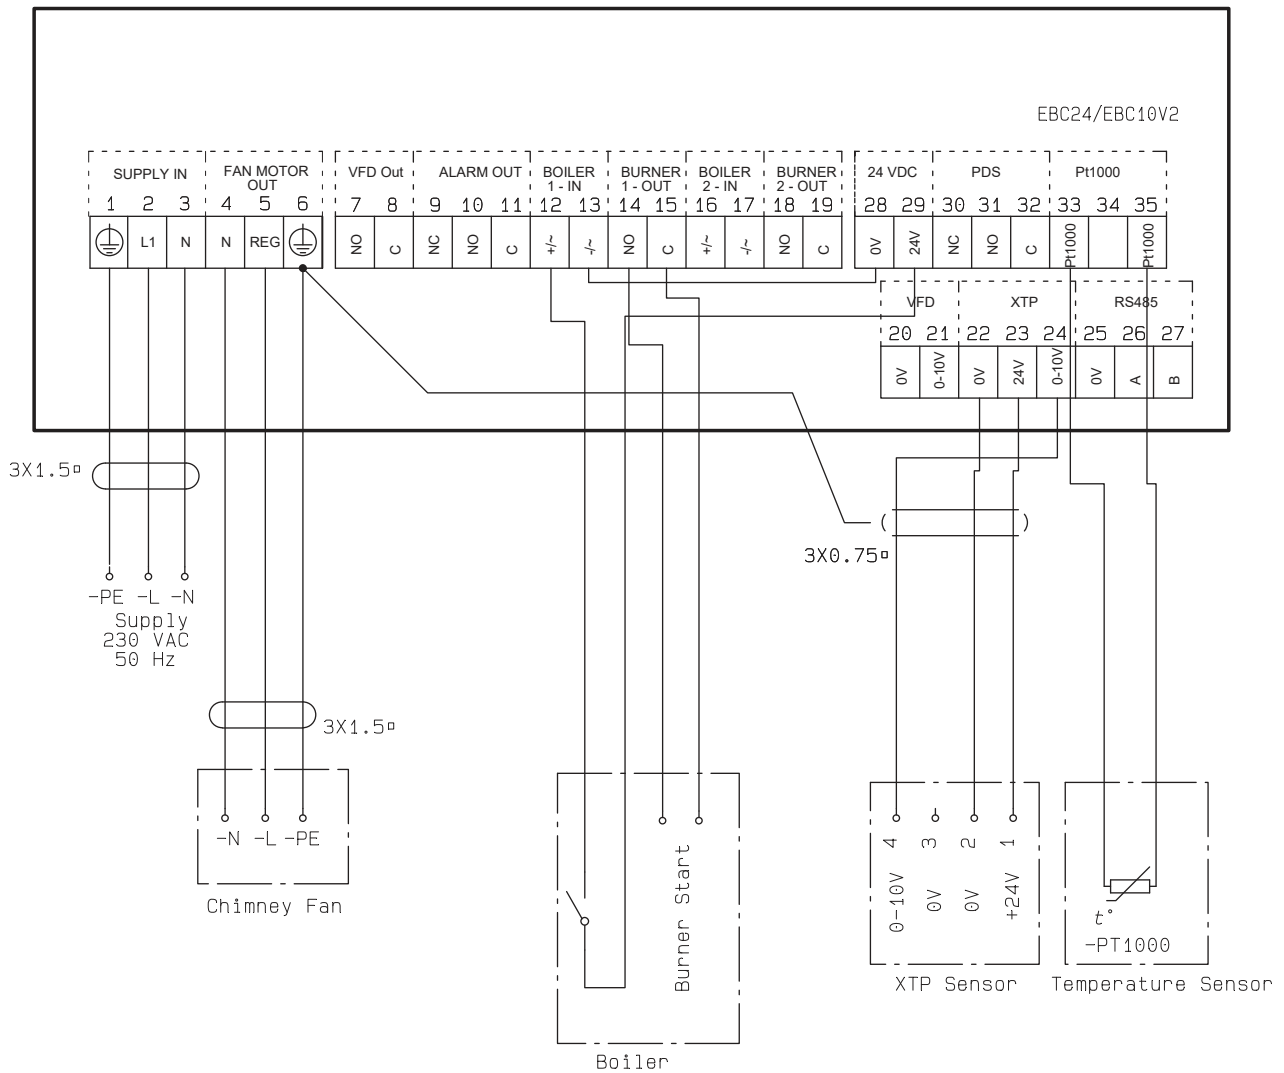 EBC24/EBC10V2
SUPPLY IN
FAN MOTOR
OUT
VFD Out
ALARM OUT
BOILER
1 - IN
BURNER
1 - OUT
BOILER
2 - IN
BURNER
2 - OUT
24 VDC
PDS
Pt1000
1 2 3 4 5 6 7 8 9 10 11 12 13 14 15 16 17 18 19 28 29 30 31 32 33 34 35
L1 N N REG NO C NC NO C +/~ -/~ NO C +/~ -/~ NO C 0V 24V NC NO C Pt1000 Pt1000
VFD
XTP
RS485
20 21 22 23 24 25 26 27
0V 0-10V 0V 24V 0-10V 0V A B
3X1.5
3X0.75
-PE -L -N
Supply
230 VAC
50 Hz
3X1.5
-N -L -PE
Chimney Fan
Burner Start
Boiler
4 3 2 1
0-10V 0V 0V +24V
XTP Sensor
t°
-PT1000
Temperature Sensor